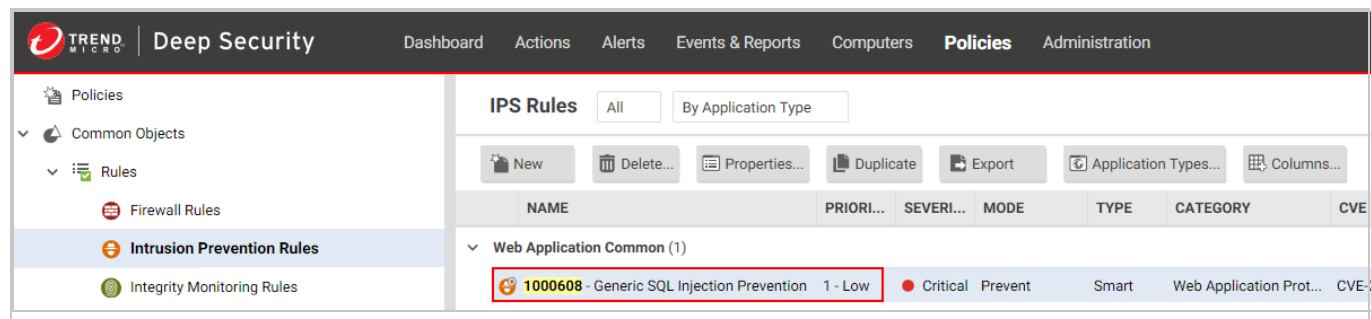 TREND MICRO Deep Security Dashboard Actions Alerts Events & Reports Computers Policies Administration
Policies
Common Objects
Rules
Firewall Rules
Intrusion Prevention Rules
Integrity Monitoring Rules
IPS Rules All By Application Type
New Delete... Properties... Duplicate Export Application Types... Columns...
NAME PRIORI... SEVERI... MODE TYPE CATEGORY CVE
Web Application Common (1)
1000608 - Generic SQL Injection Prevention 1 - Low Critical Prevent Smart Web Application Prot... CVE-